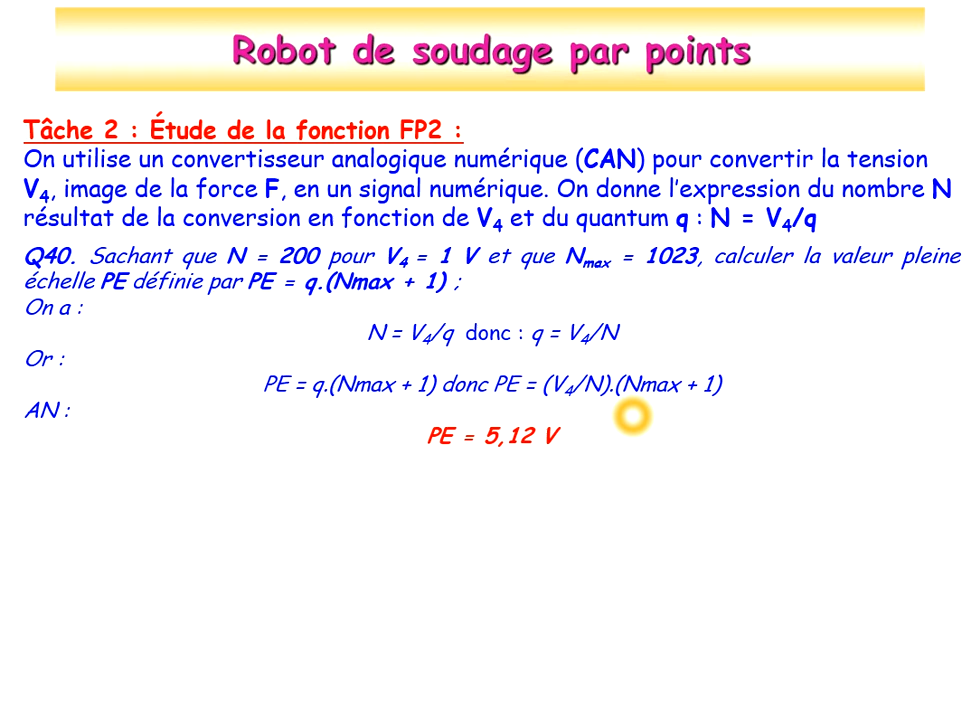 Robot de soudage par points
Tâche 2 : Étude de la fonction FP2 :
On utilise un convertisseur analogique numérique (CAN) pour convertir la tension
V4, image de la force F, en un signal numérique. On donne l’expression du nombre N
résultat de la conversion en fonction de V4 et du quantum q : N = V4/q
Q40. Sachant que N = 200 pour V4 = 1 V et que Nmax = 1023, calculer la valeur pleine
échelle PE définie par PE = q.(Nmax + 1) ;
On a :
N = V4/q donc : q = V4/N
Or :
PE = q.(Nmax + 1) donc PE = (V4/N).(Nmax + 1)
AN :
PE = 5,12 V